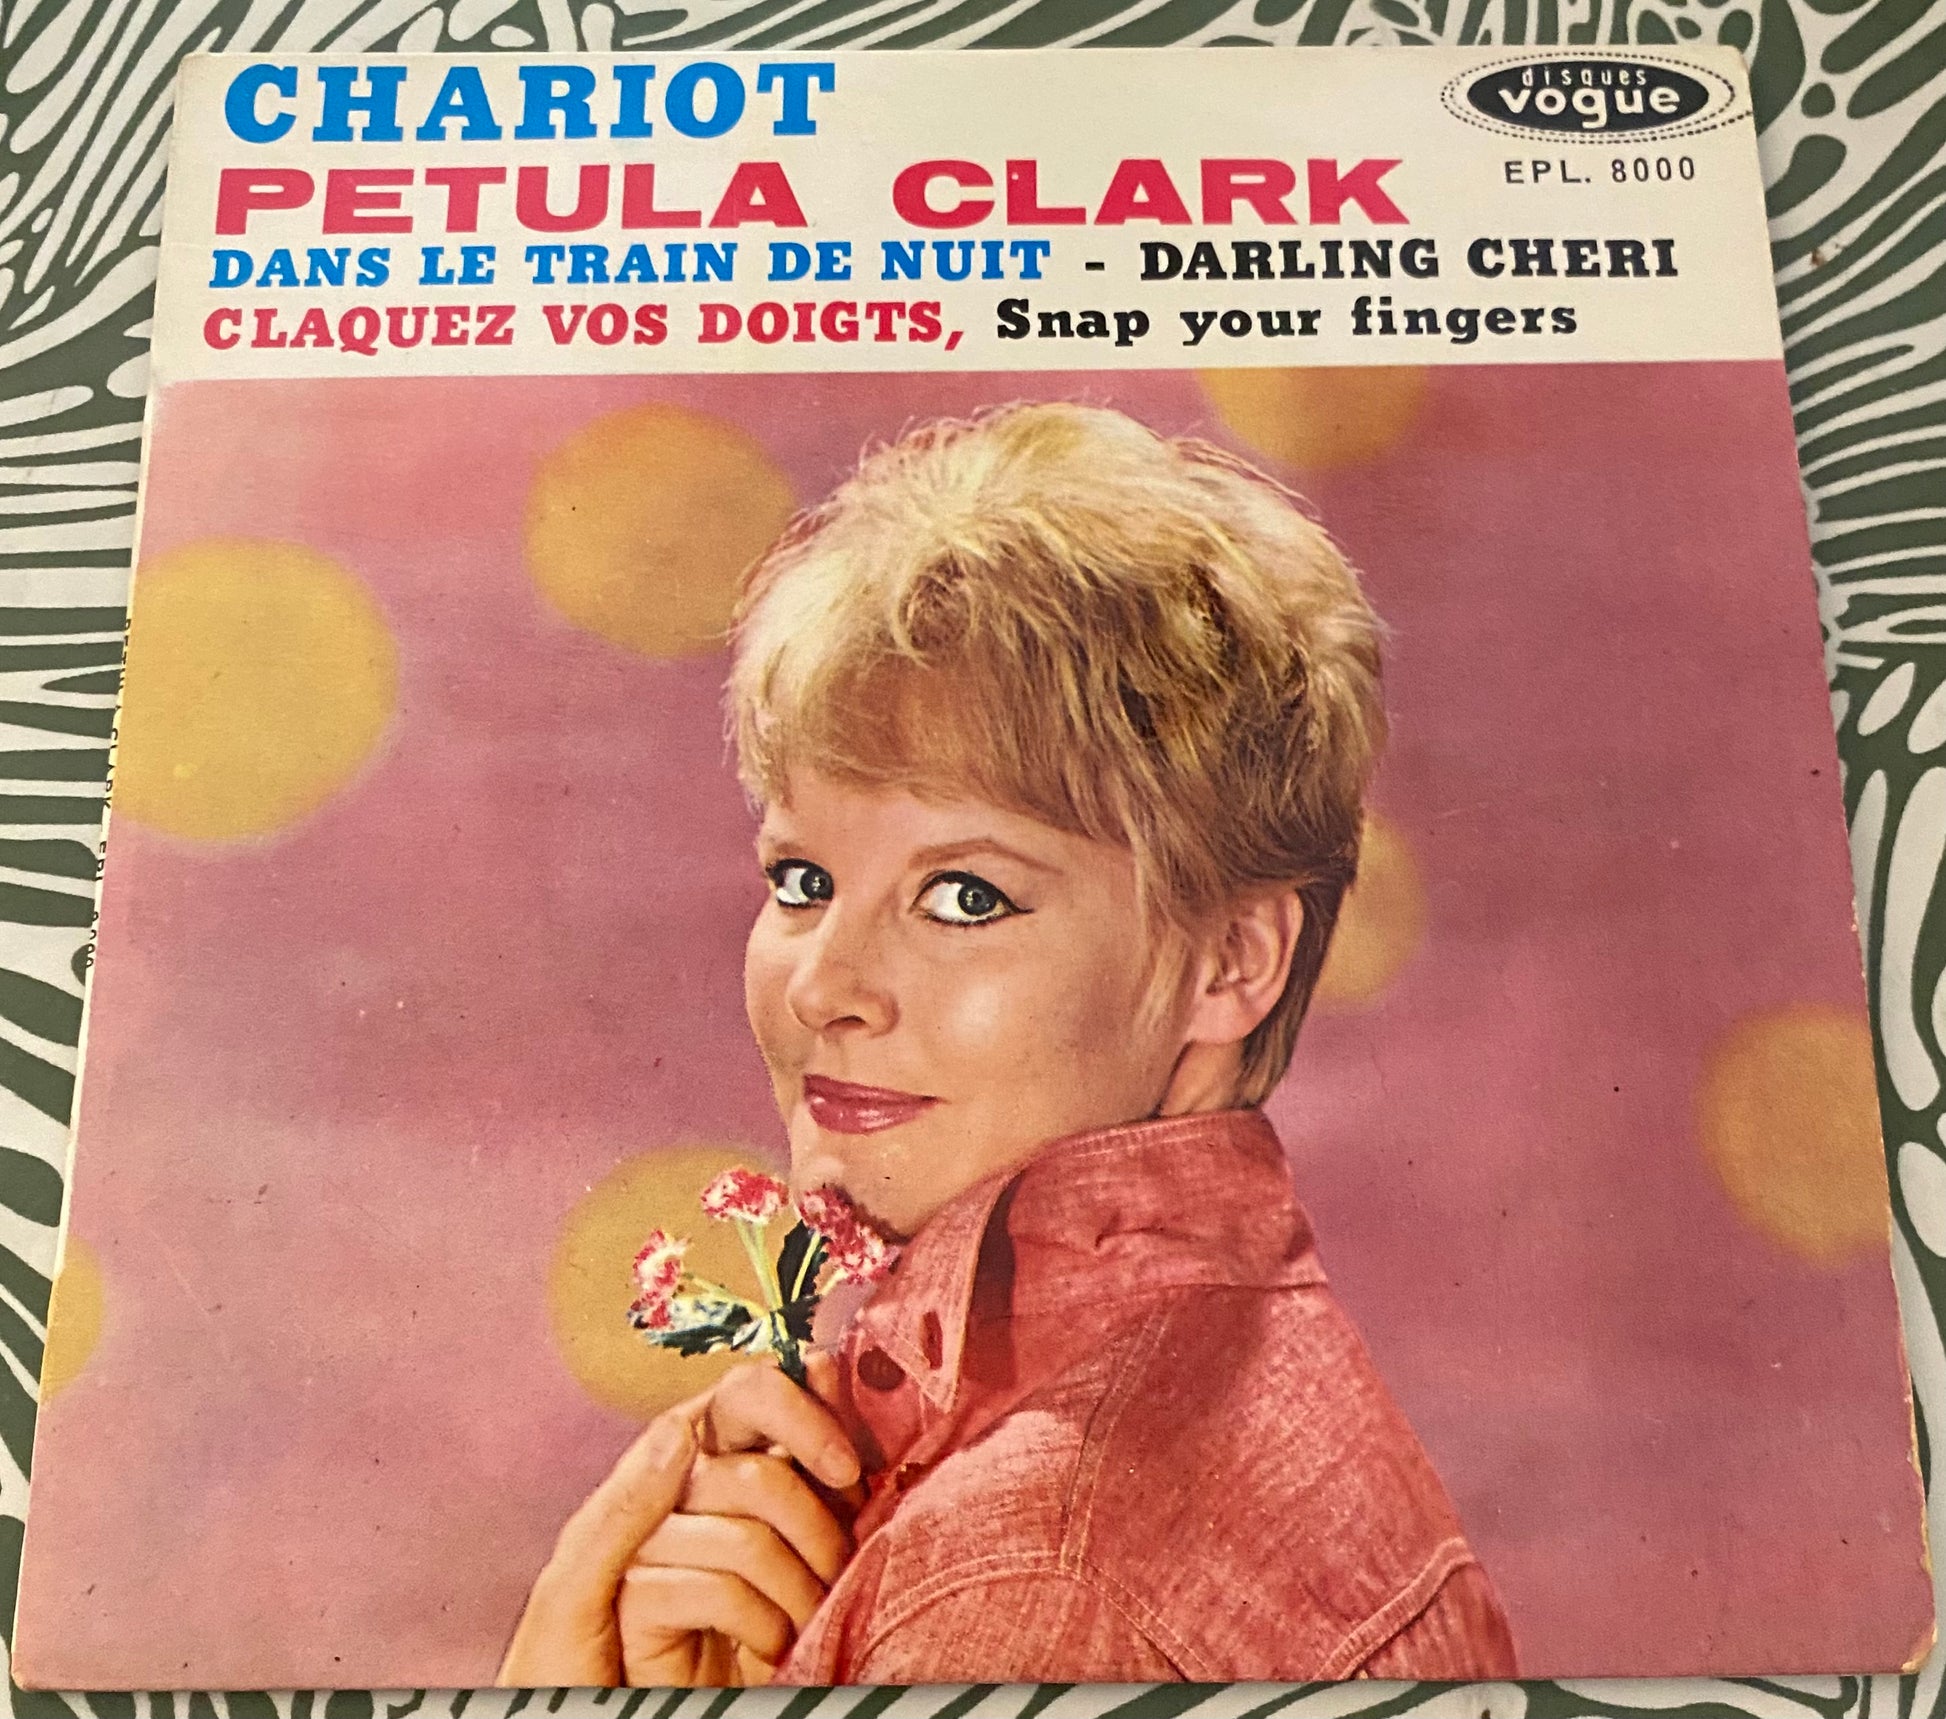 CHARIOT
disques
vogue
EPL. 8000
PETULA CLARK
DANS LE TRAIN DE NUIT - DARLING CHERI
CLAQUEZ VOS DOIGTS, Snap your fingers